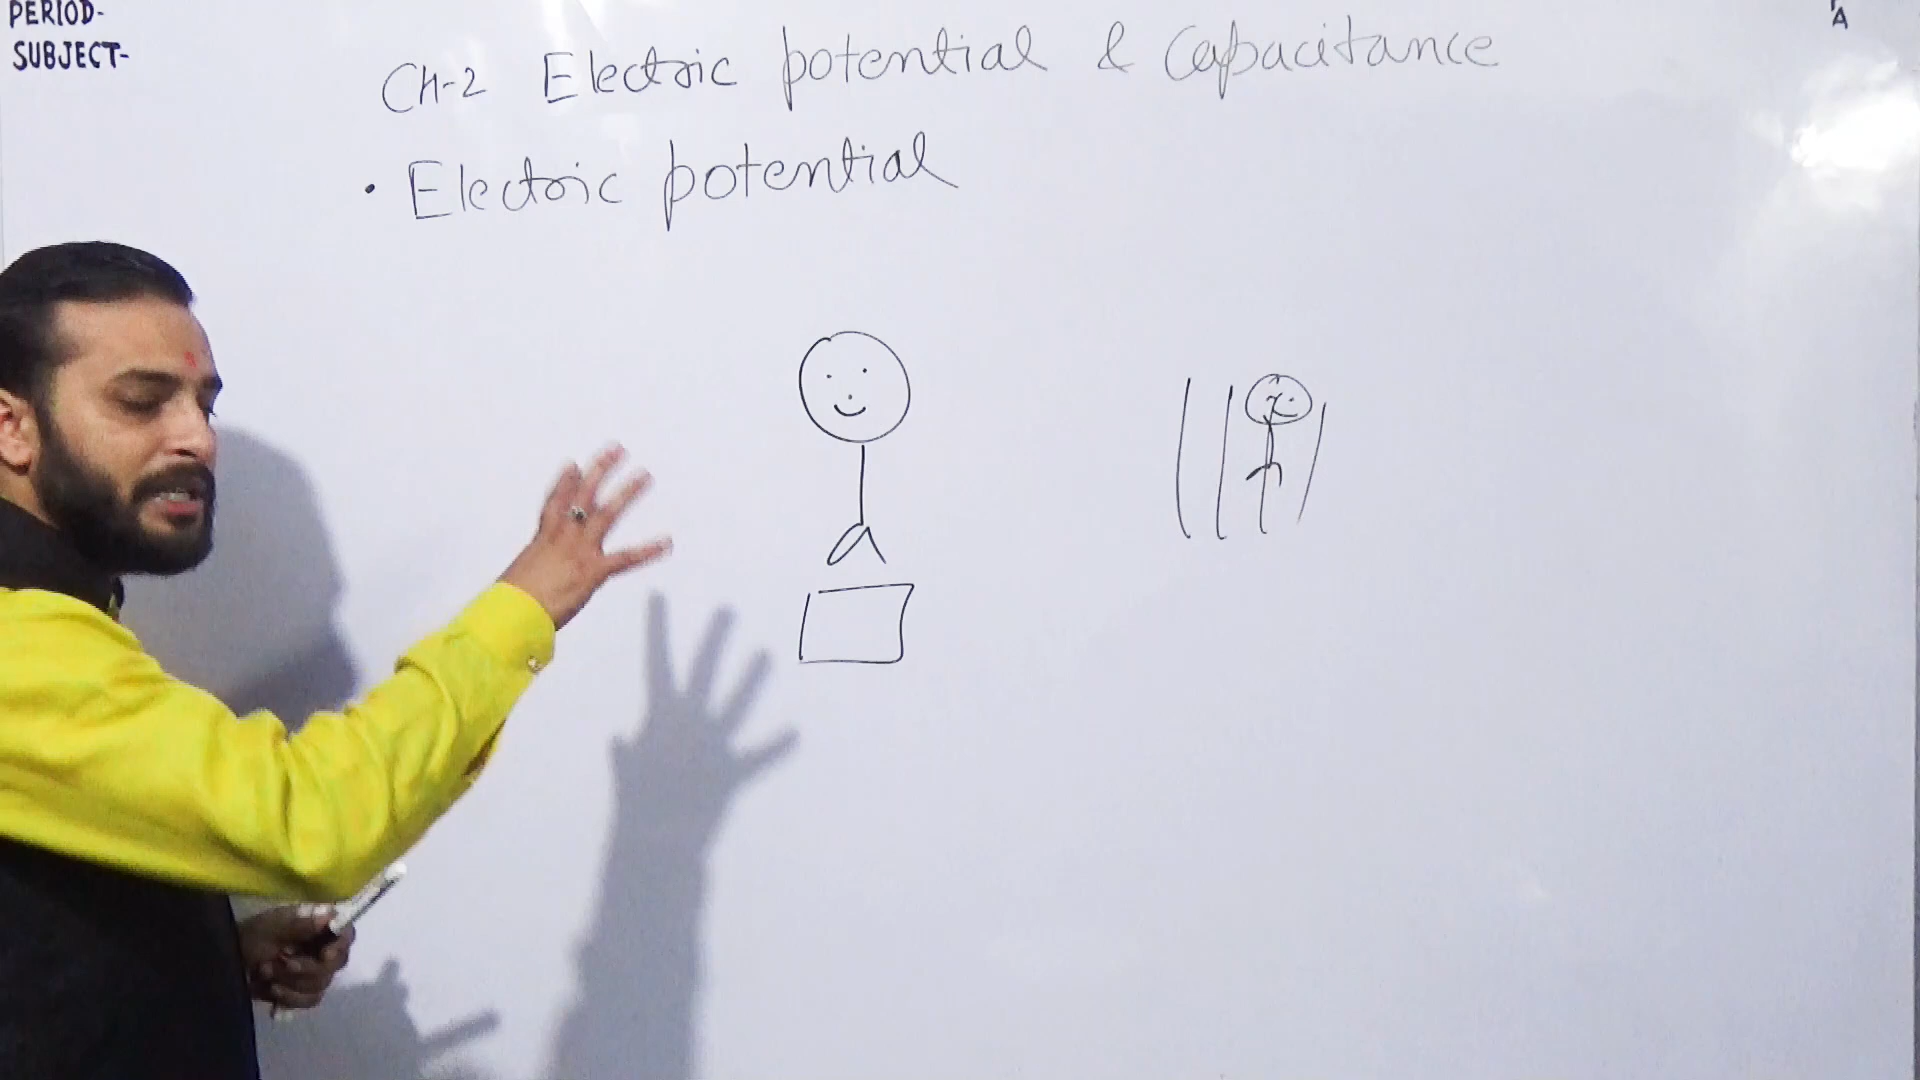 PERIOD-
SUBJECT-
A
Ch-2 Electric potential & Capacitance
• Electric potential